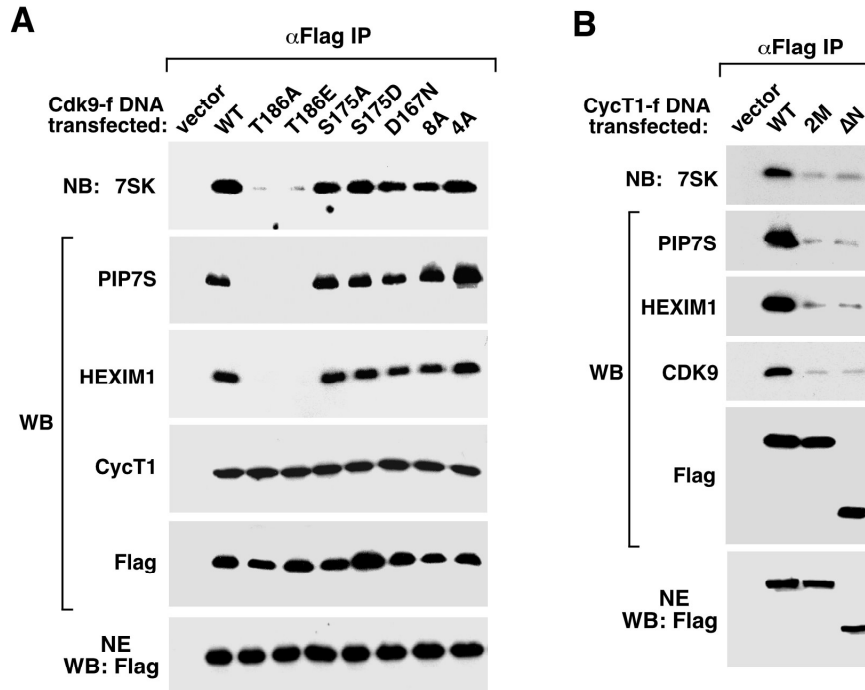 A
αFlag IP
Cdk9-f DNA
transfected:
vector
WT
T186A
T186E
S175A
S175D
D167N
8A
4A
NB: 7SK
PIP7S
HEXIM1
WB
CycT1
Flag
NE
WB: Flag
B
αFlag IP
CycT1-f DNA
transfected:
vector
WT
2M
ΔN
NB: 7SK
PIP7S
HEXIM1
WB
CDK9
Flag
NE
WB: Flag